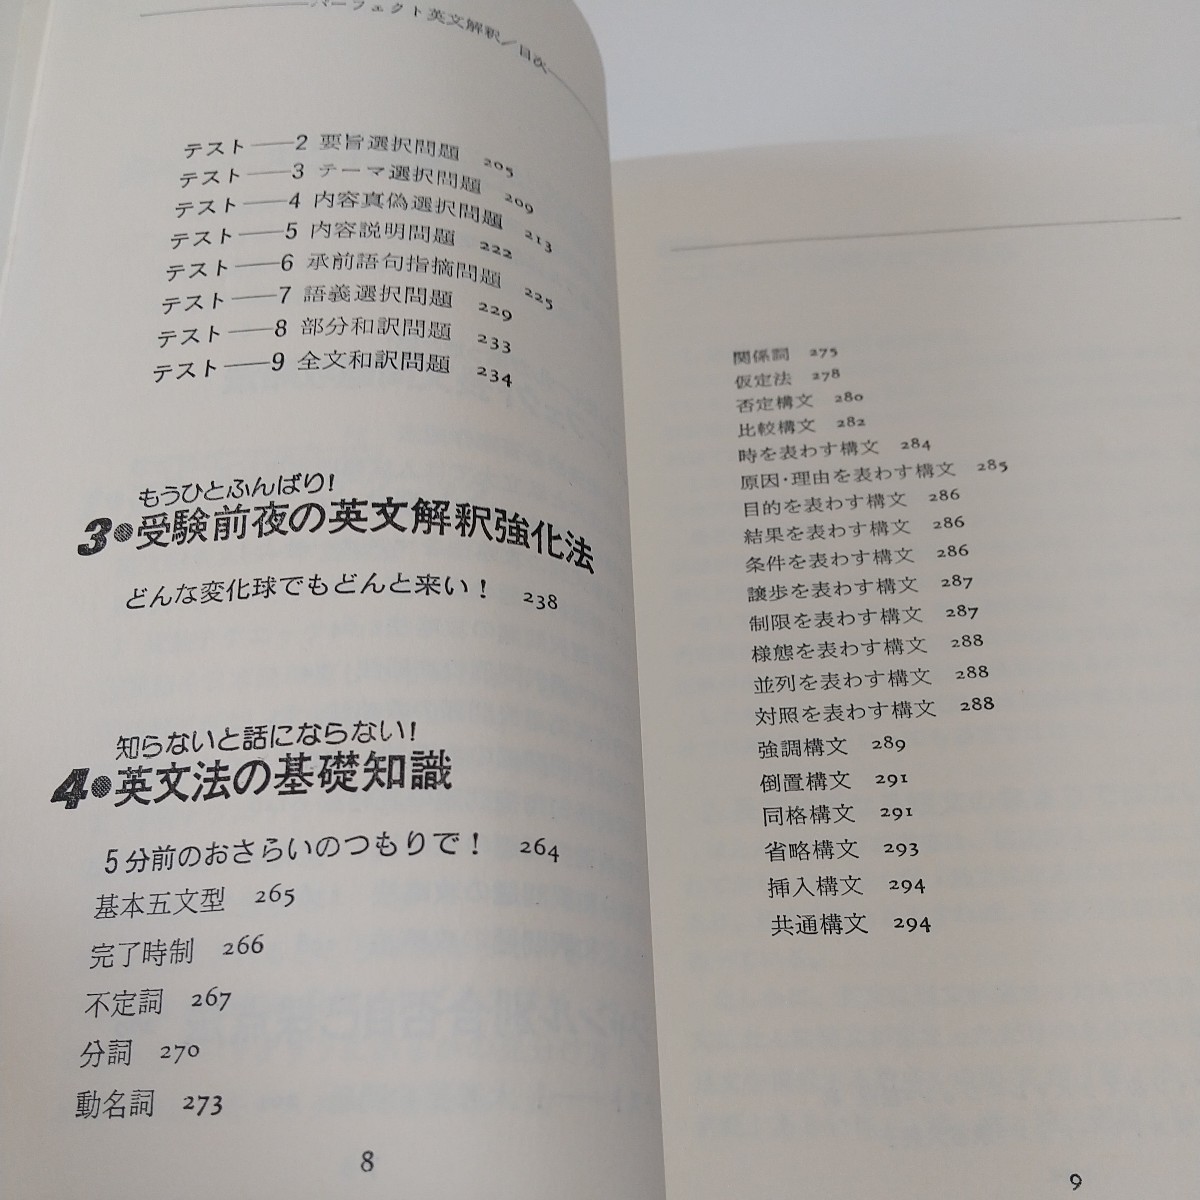 パーフェクト英文解釈/目次
テスト——2 要旨選択問題 205
テスト——3 テーマ選択問題 209
テスト——4 内容真偽選択問題 213
テスト——5 内容説明問題 222
テスト——6 承前語句指摘問題 225
テスト——7 語義選択問題 229
テスト——8 部分和訳問題 233
テスト——9 全文和訳問題 234
もうひとふんばり!
3●受験前夜の英文解釈強化法
どんな変化球でもどんと来い! 238
知らないと話にならない!
4●英文法の基礎知識
5分前のおさらいのつもりで! 264
基本五文型 265
完了時制 266
不定詞 267
分詞 270
動名詞 273
8
関係詞 275
仮定法 278
否定構文 280
比較構文 282
時を表わす構文 284
原因・理由を表わす構文 285
目的を表わす構文 286
結果を表わす構文 286
条件を表わす構文 286
譲歩を表わす構文 287
制限を表わす構文 287
様態を表わす構文 288
並列を表わす構文 288
対照を表わす構文 288
強調構文 289
倒置構文 291
同格構文 291
省略構文 293
挿入構文 294
共通構文 294
9